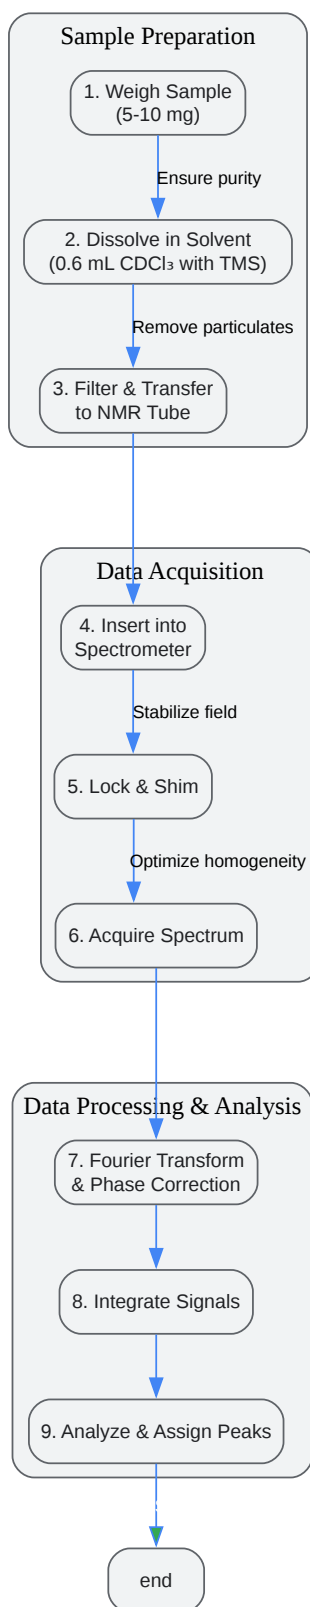 Sample Preparation
1. Weigh Sample
(5-10 mg)
Ensure purity
2. Dissolve in Solvent
(0.6 mL CDCl₃ with TMS)
Remove particulates
3. Filter & Transfer
to NMR Tube
Data Acquisition
4. Insert into
Spectrometer
Stabilize field
5. Lock & Shim
Optimize homogeneity
6. Acquire Spectrum
Data Processing & Analysis
7. Fourier Transform
& Phase Correction
8. Integrate Signals
9. Analyze & Assign Peaks
end